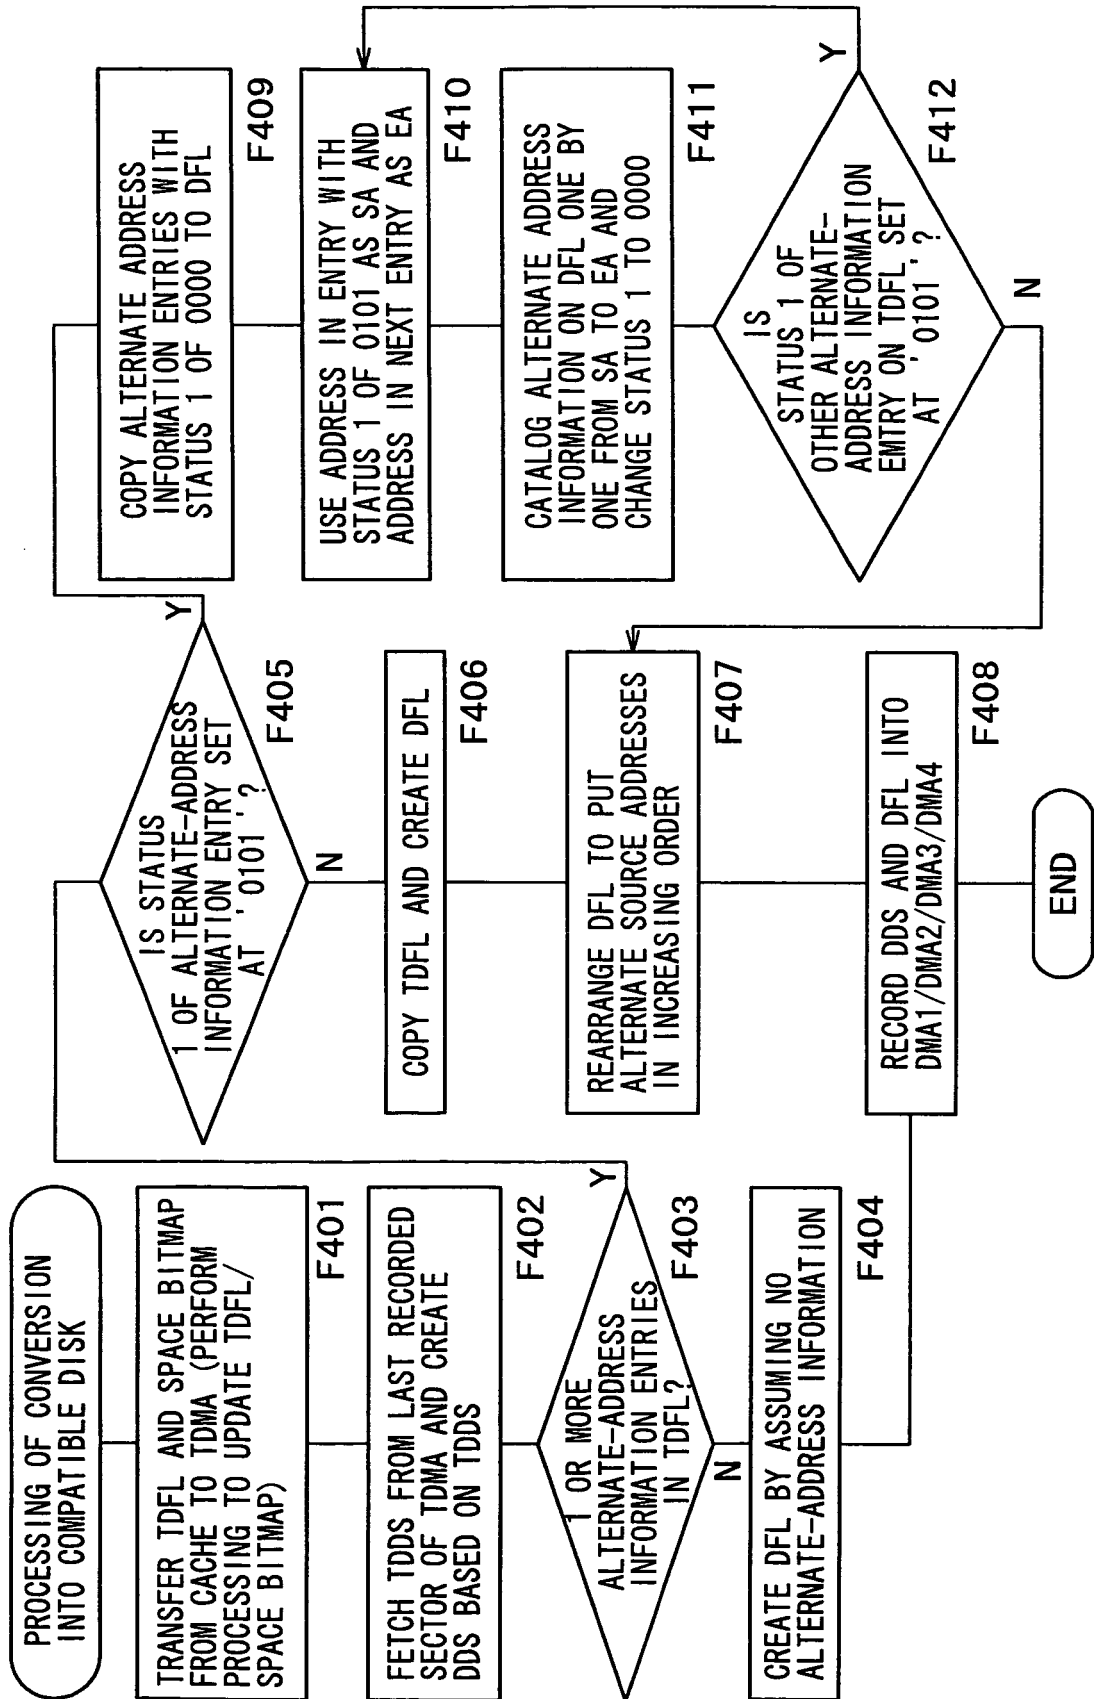 PROCESSING OF CONVERSION
INTO COMPATIBLE DISK
TRANSFER TDFL AND SPACE BITMAP
FROM CACHE TO TDMA (PERFORM
PROCESSING TO UPDATE TDFL/
SPACE BITMAP)
F401
FETCH TDDS FROM LAST RECORDED
SECTOR OF TDMA AND CREATE
DDS BASED ON TDDS
F402
1 OR MORE
ALTERNATE-ADDRESS
INFORMATION ENTRIES
IN TDFL?
Y
F403
N
CREATE DFL BY ASSUMING NO
ALTERNATE-ADDRESS INFORMATION
F404
IS STATUS
1 OF ALTERNATE-ADDRESS
INFORMATION ENTRY SET
AT '0101'?
Y
F405
N
COPY TDFL AND CREATE DFL
F406
REARRANGE DFL TO PUT
ALTERNATE SOURCE ADDRESSES
IN INCREASING ORDER
F407
RECORD DDS AND DFL INTO
DMA1/DMA2/DMA3/DMA4
F408
END
COPY ALTERNATE ADDRESS
INFORMATION ENTRIES WITH
STATUS 1 OF 0000 TO DFL
F409
USE ADDRESS IN ENTRY WITH
STATUS 1 OF 0101 AS SA AND
ADDRESS IN NEXT ENTRY AS EA
F410
CATALOG ALTERNATE ADDRESS
INFORMATION ON DFL ONE BY
ONE FROM SA TO EA AND
CHANGE STATUS 1 TO 0000
F411
IS
STATUS 1 OF
OTHER ALTERNATE-
ADDRESS INFORMATION
EMTRY ON TDFL SET
AT '0101'?
Y
F412
N